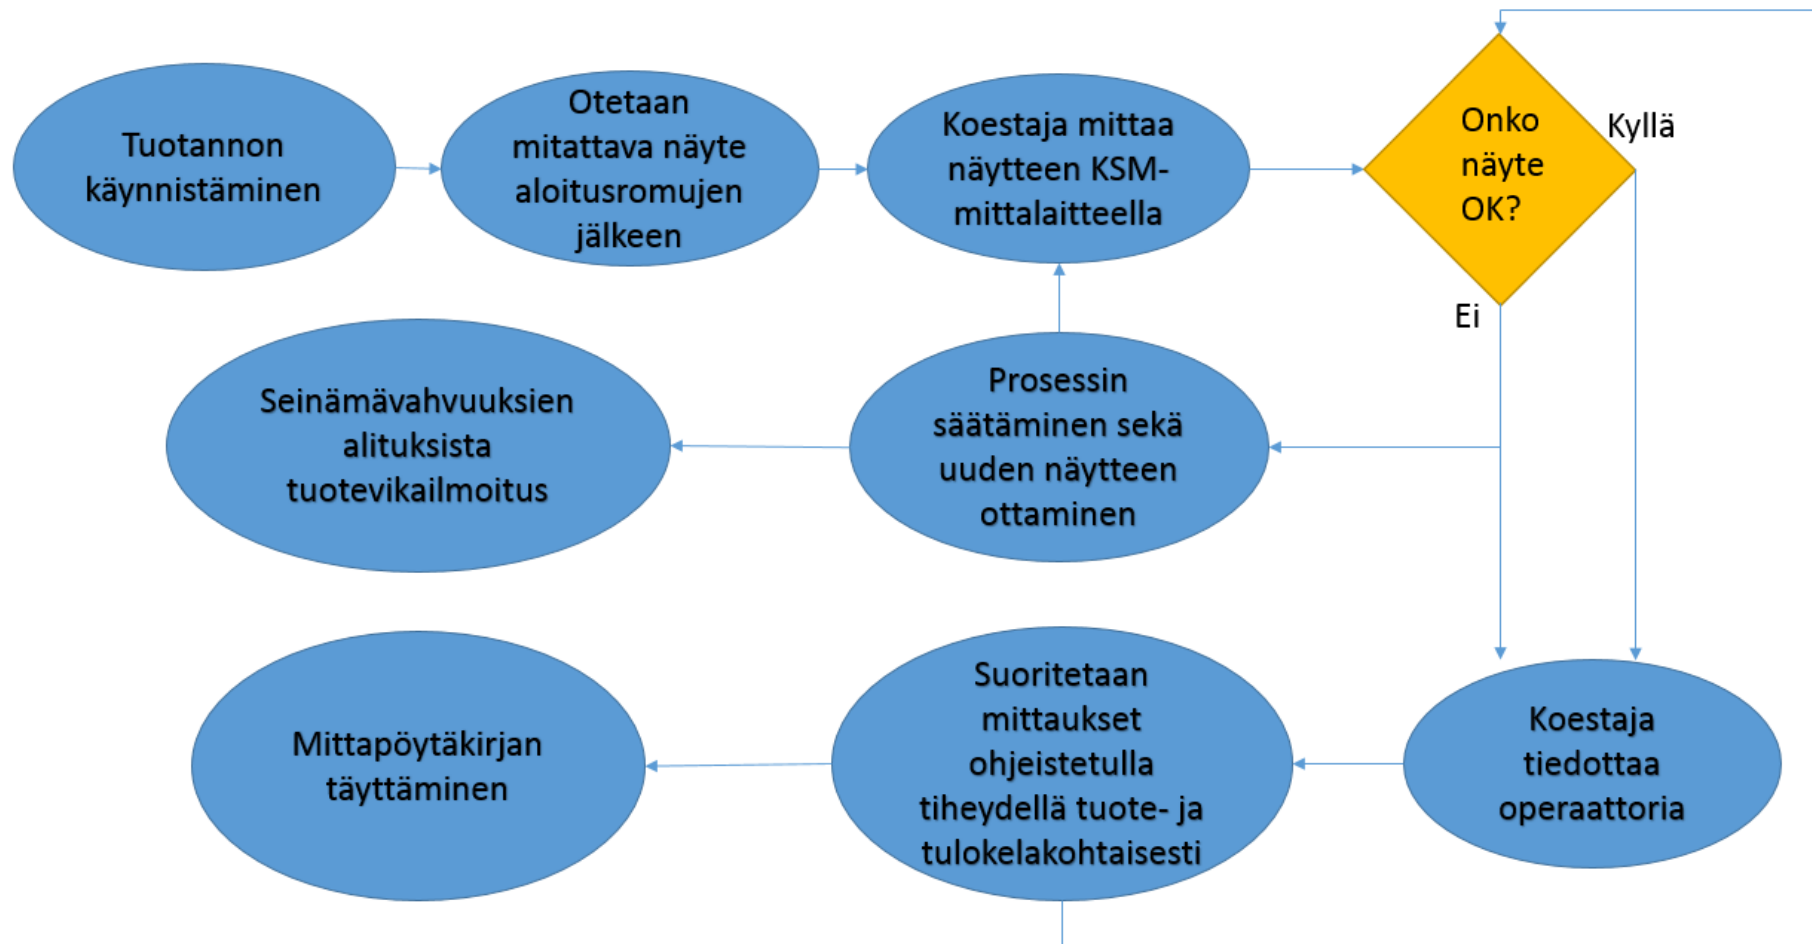 Tuotannon
käynnistäminen
Otetaan
mitattava näyte
aloitusromujen
jälkeen
Koestaja mittaa
näytteen KSM-
mittalaitteella
Onko
näyte
OK?
Kyllä
Ei
Seinämävahvuuksien
alituksista
tuotevikailmoitus
Prosessin
säätäminen sekä
uuden näytteen
ottaminen
Mittapöytäkirjan
täyttäminen
Suoritetaan
mittaukset
ohjeistetulla
tiheydellä tuote- ja
tulokelakohtaisesti
Koestaja
tiedottaa
operaattoria